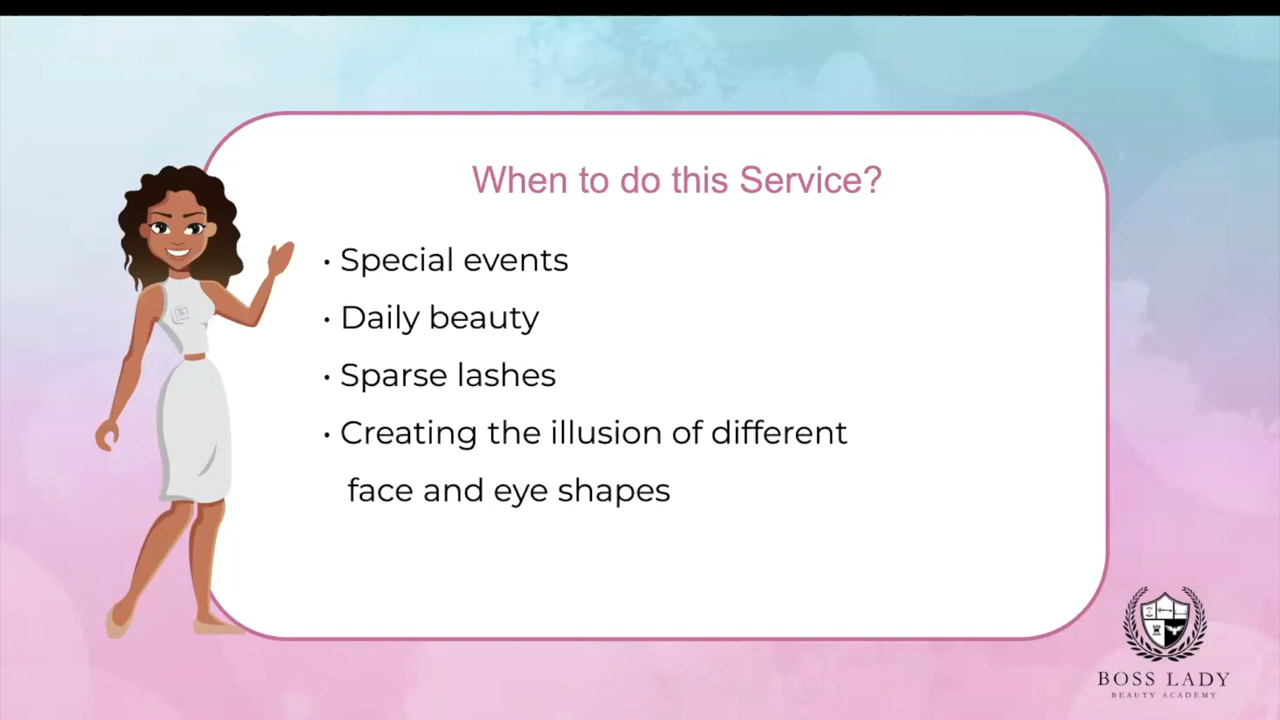 When to do this Service?
• Special events
• Daily beauty
• Sparse lashes
• Creating the illusion of different
face and eye shapes
BOSS LADY
BEAUTY ACADEMY